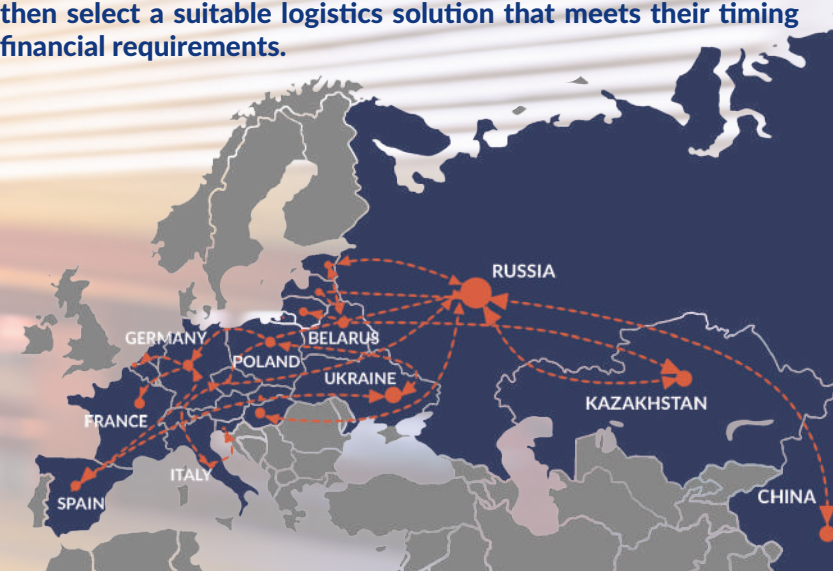 then select a suitable logistics solution that meets their timing
financial requirements.
RUSSIA
GERMANY
BELARUS
POLAND
UKRAINE
KAZAKHSTAN
FRANCE
ITALY
SPAIN
CHINA